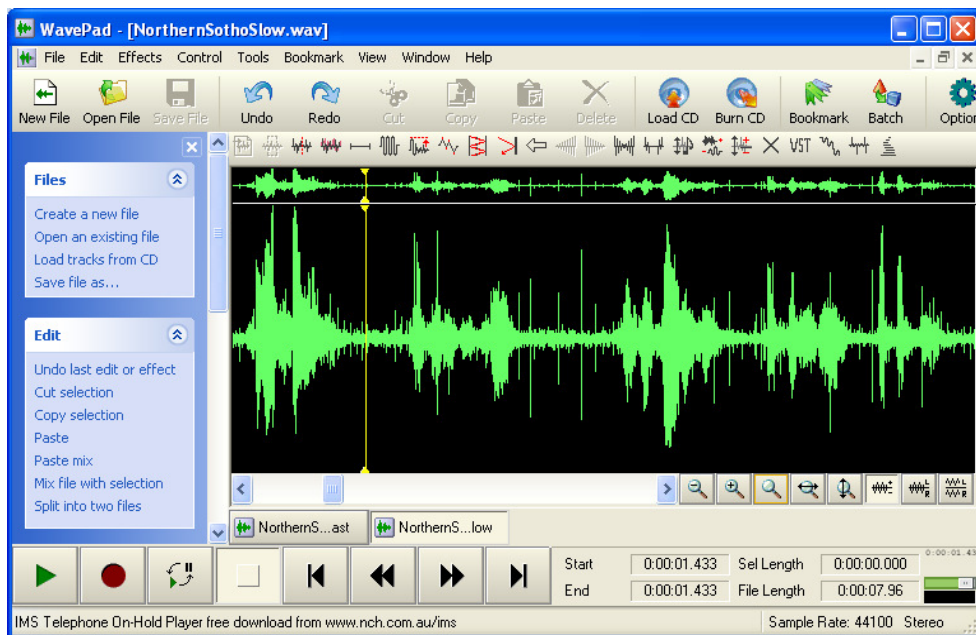 WavePad - [NorthernSothoSlow.wav]
File Edit Effects Control Tools Bookmark View Window Help
New File Open File Save File Undo Redo Cut Copy Paste Delete Load CD Burn CD Bookmark Batch Option
VST
Files
Create a new file
Open an existing file
Load tracks from CD
Save file as...
Edit
Undo last edit or effect
Cut selection
Copy selection
Paste
Paste mix
Mix file with selection
Split into two files
L
R
L
R
NorthernS...ast NorthernS...low
Start 0:00:01.433 Sel Length 0:00:00.000
0:00:01.43
End 0:00:01.433 File Length 0:00:07.96
IMS Telephone On-Hold Player free download from www.nch.com.au/ims Sample Rate: 44100 Stereo